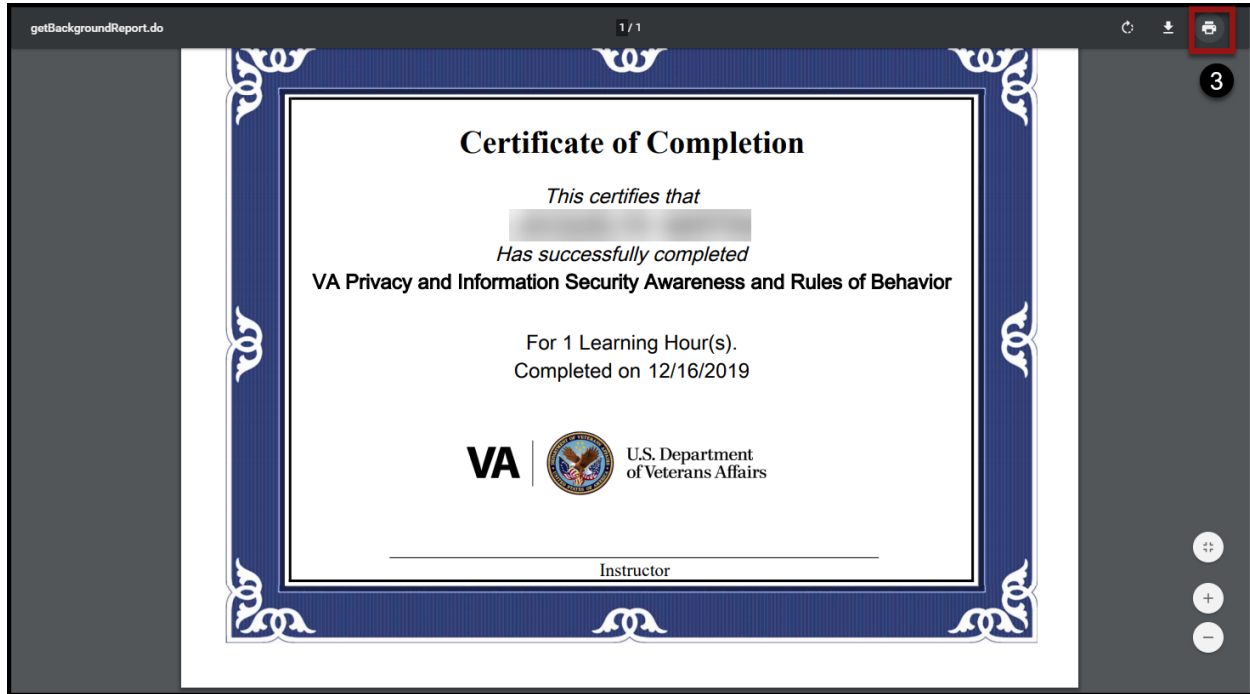 getBackgroundReport.do
1 / 1
3
Certificate of Completion
This certifies that
Has successfully completed
VA Privacy and Information Security Awareness and Rules of Behavior
For 1 Learning Hour(s).
Completed on 12/16/2019
VA
U.S. Department
of Veterans Affairs
Instructor